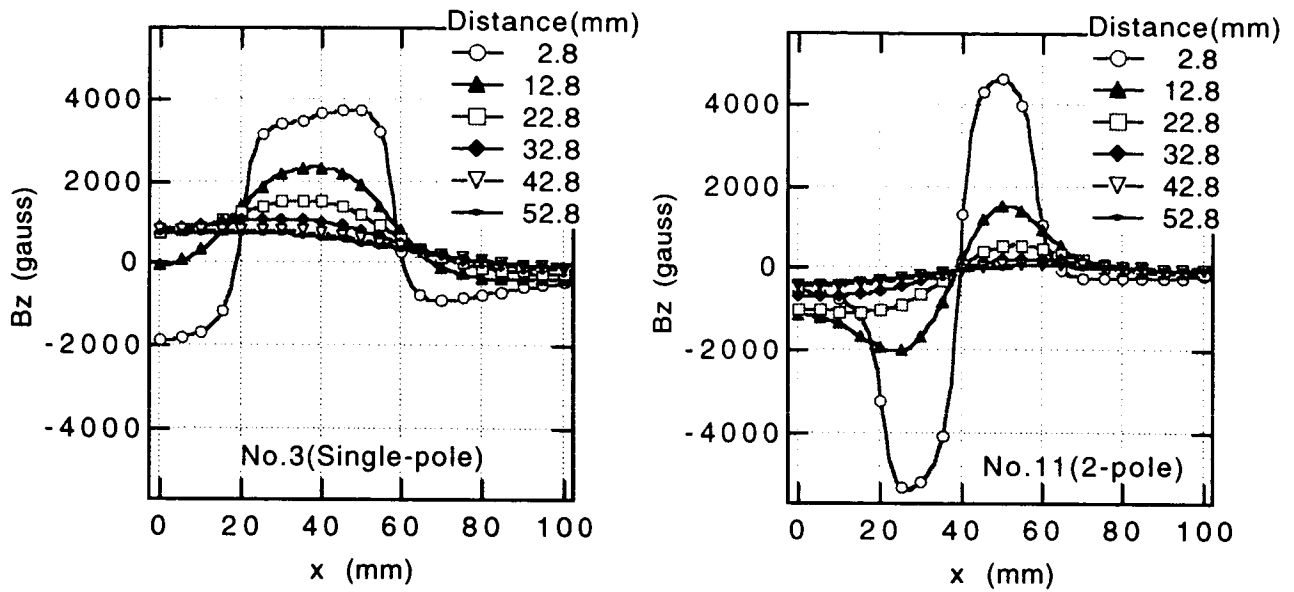 Distance(mm)
2.8
12.8
22.8
32.8
42.8
52.8
4000
2000
0
-2000
-4000
Bz (gauss)
No.3(Single-pole)
0 20 40 60 80 100
x (mm)
Distance(mm)
2.8
12.8
22.8
32.8
42.8
52.8
4000
2000
0
-2000
-4000
Bz (gauss)
No.11(2-pole)
0 20 40 60 80 100
x (mm)